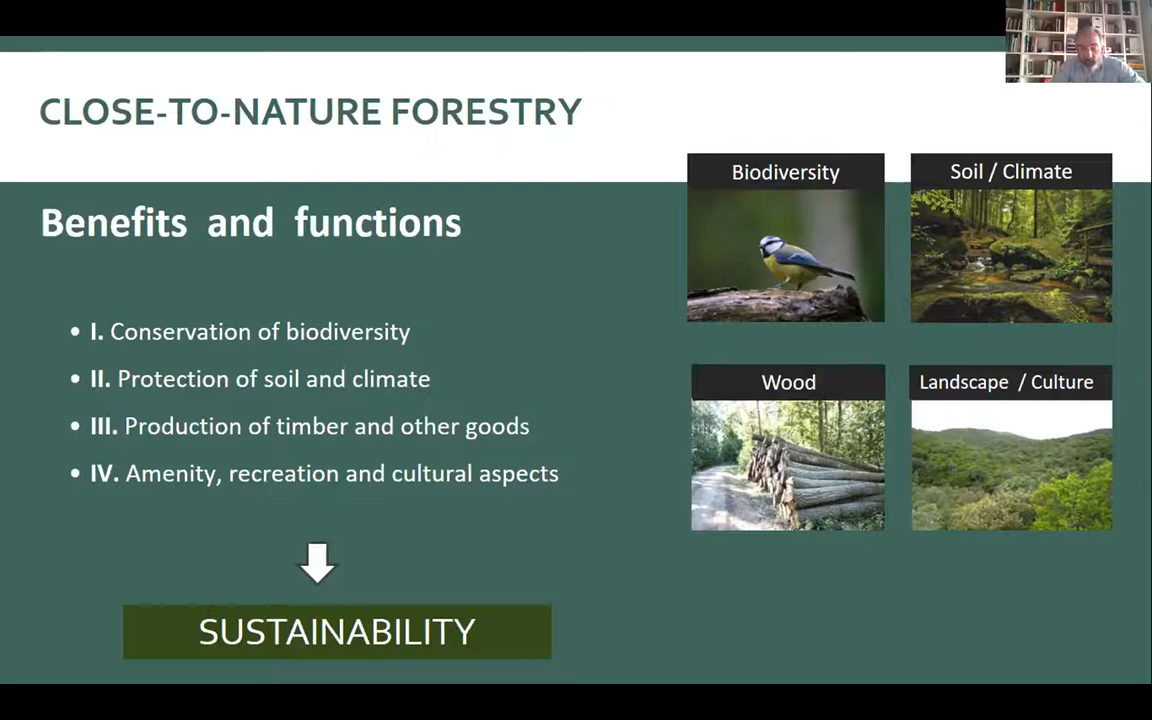 CLOSE-TO-NATURE FORESTRY
Benefits and functions
• I. Conservation of biodiversity
• II. Protection of soil and climate
• III. Production of timber and other goods
• IV. Amenity, recreation and cultural aspects
SUSTAINABILITY
Biodiversity
Soil / Climate
Wood
Landscape / Culture